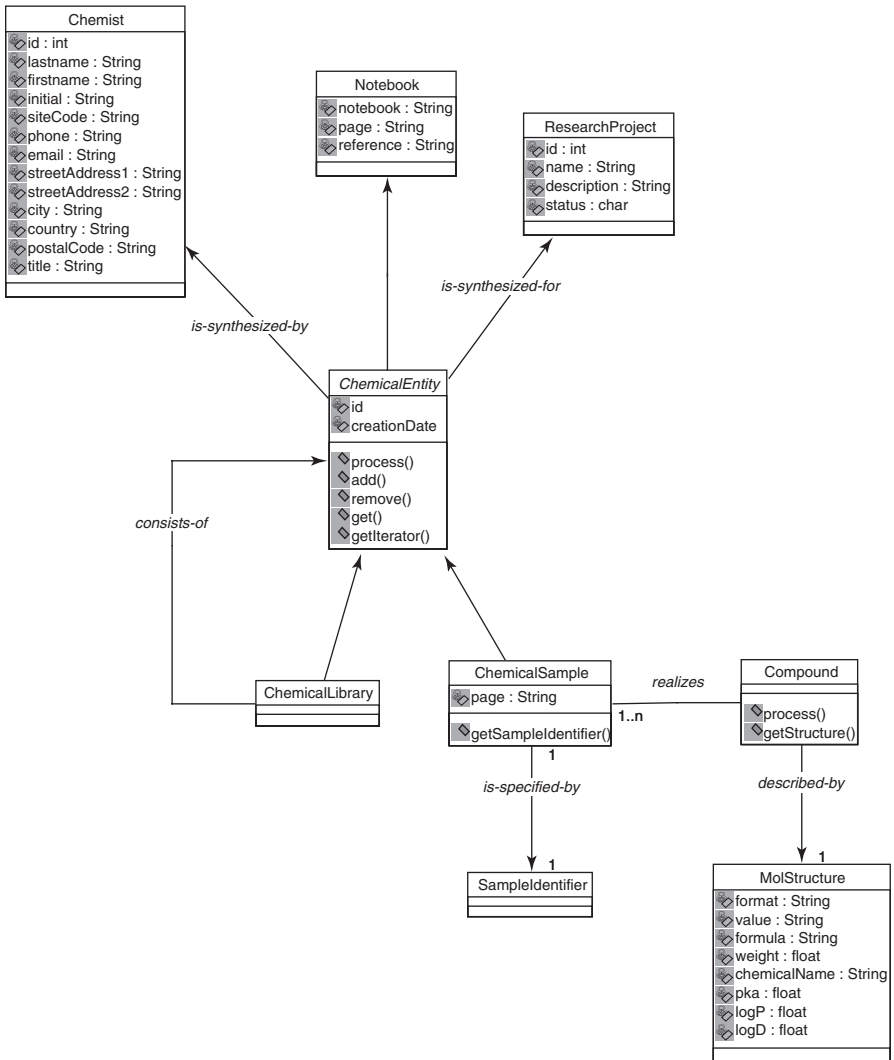 Chemist
id : int
lastname : String
firstname : String
initial : String
siteCode : String
phone : String
email : String
streetAddress1 : String
streetAddress2 : String
city : String
country : String
postalCode : String
title : String
Notebook
notebook : String
page : String
reference : String
ResearchProject
id : int
name : String
description : String
status : char
is-synthesized-by
is-synthesized-for
ChemicalEntity
id
creationDate
process()
add()
remove()
get()
getIterator()
consists-of
ChemicalLibrary
ChemicalSample
page : String
getSampleIdentifier()
realizes
1..n
Compound
process()
getStructure()
1
is-specified-by
1
SampleIdentifier
described-by
1
MolStructure
format : String
value : String
formula : String
weight : float
chemicalName : String
pka : float
logP : float
logD : float